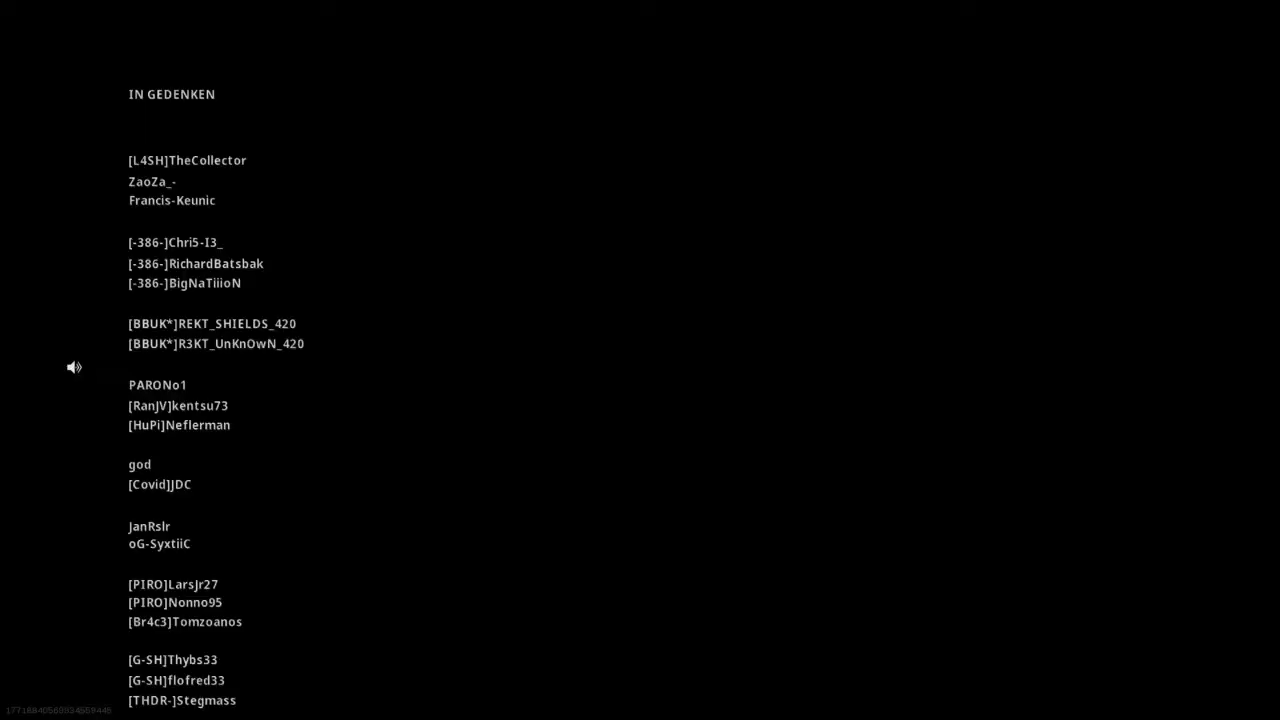 IN GEDENKEN
[L4SH]TheCollector
ZaoZa_-
Francis-Keunic
[-386-]Chri5-I3_
[-386-]RichardBatsbak
[-386-]BigNaTiiioN
[BBUK*]REKT_SHIELDS_420
[BBUK*]R3KT_UnKnOwN_420
PARONo1
[RanJV]kentsu73
[HuPi]Neflerman
god
[Covid]JDC
JanRslr
oG-SyxtiiC
[PIRO]LarsJr27
[PIRO]Nonno95
[Br4c3]Tomzoanos
[G-SH]Thybs33
[G-SH]flofred33
[THDR-]Stegmass